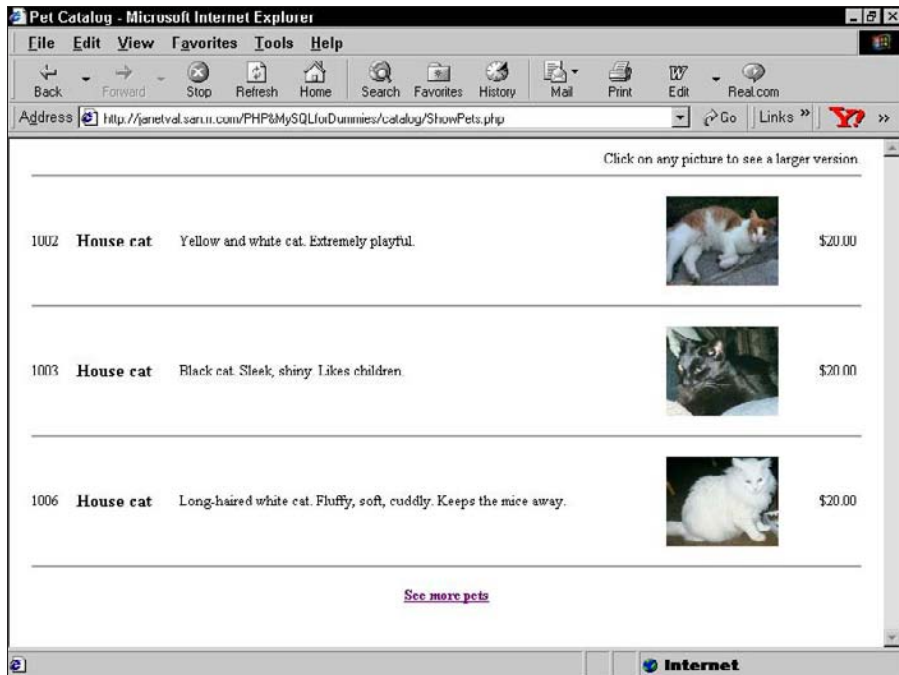 Pet Catalog - Microsoft Internet Explorer
File Edit View Favorites Tools Help
Back Forward Stop Refresh Home Search Favorites History Mail Print Edit Real.com
Address http://janetval.san.rr.com/PHP&MySQLforDummies/catalog/ShowPets.php Go Links »
Click on any picture to see a larger version.
1002 House cat Yellow and white cat. Extremely playful. $20.00
1003 House cat Black cat. Sleek, shiny. Likes children. $20.00
1006 House cat Long-haired white cat. Fluffy, soft, cuddly. Keeps the mice away. $20.00
See more pets
Internet